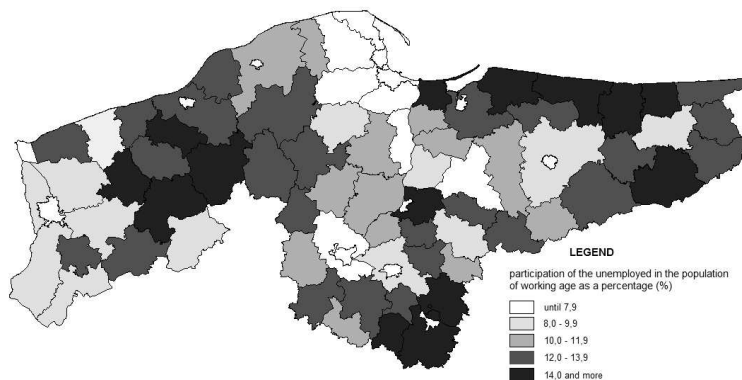 LEGEND
participation of the unemployed in the population
of working age as a percentage (%)
until 7,9
8,0 - 9,9
10,0 - 11,9
12,0 - 13,9
14,0 and more